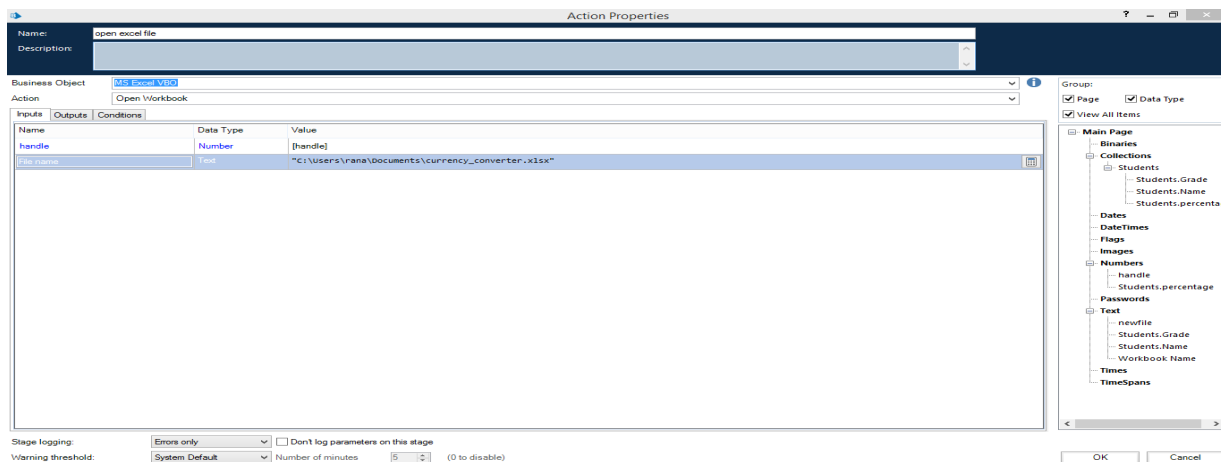 Action Properties
Name: open excel file
Description:
Business Object MS Excel VBO
Action Open Workbook
Inputs Outputs Conditions
Name Data Type Value
handle Number [handle]
File name Text "C:\Users\rana\Documents\currency_converter.xlsx"
Group:
Page Data Type
View All Items
Main Page
Binaries
Collections
Students
Students.Grade
Students.Name
Students.percenta
Dates
DateTimes
Flags
Images
Numbers
handle
Students.percentage
Passwords
Text
newfile
Students.Grade
Students.Name
Workbook Name
Times
TimeSpans
Stage logging: Errors only Don't log parameters on this stage
Warning threshold: System Default Number of minutes 5 (0 to disable)
OK Cancel